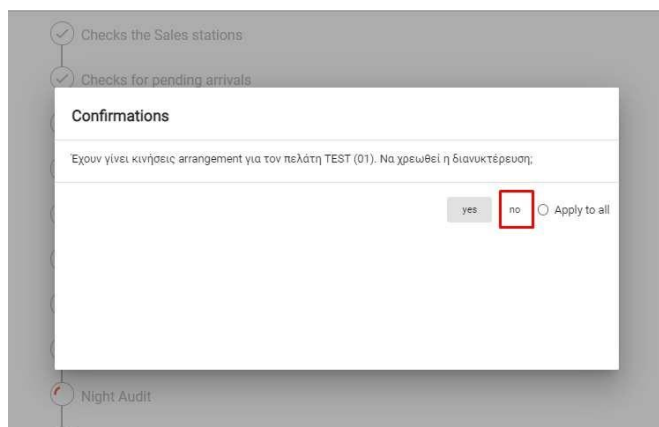 Checks the Sales stations
Checks for pending arrivals
Confirmations
Έχουν γίνει κινήσεις arrangement για τον πελάτη TEST (01). Να χρεωθεί η διανυκτέρευση;
yes no Apply to all
Night Audit